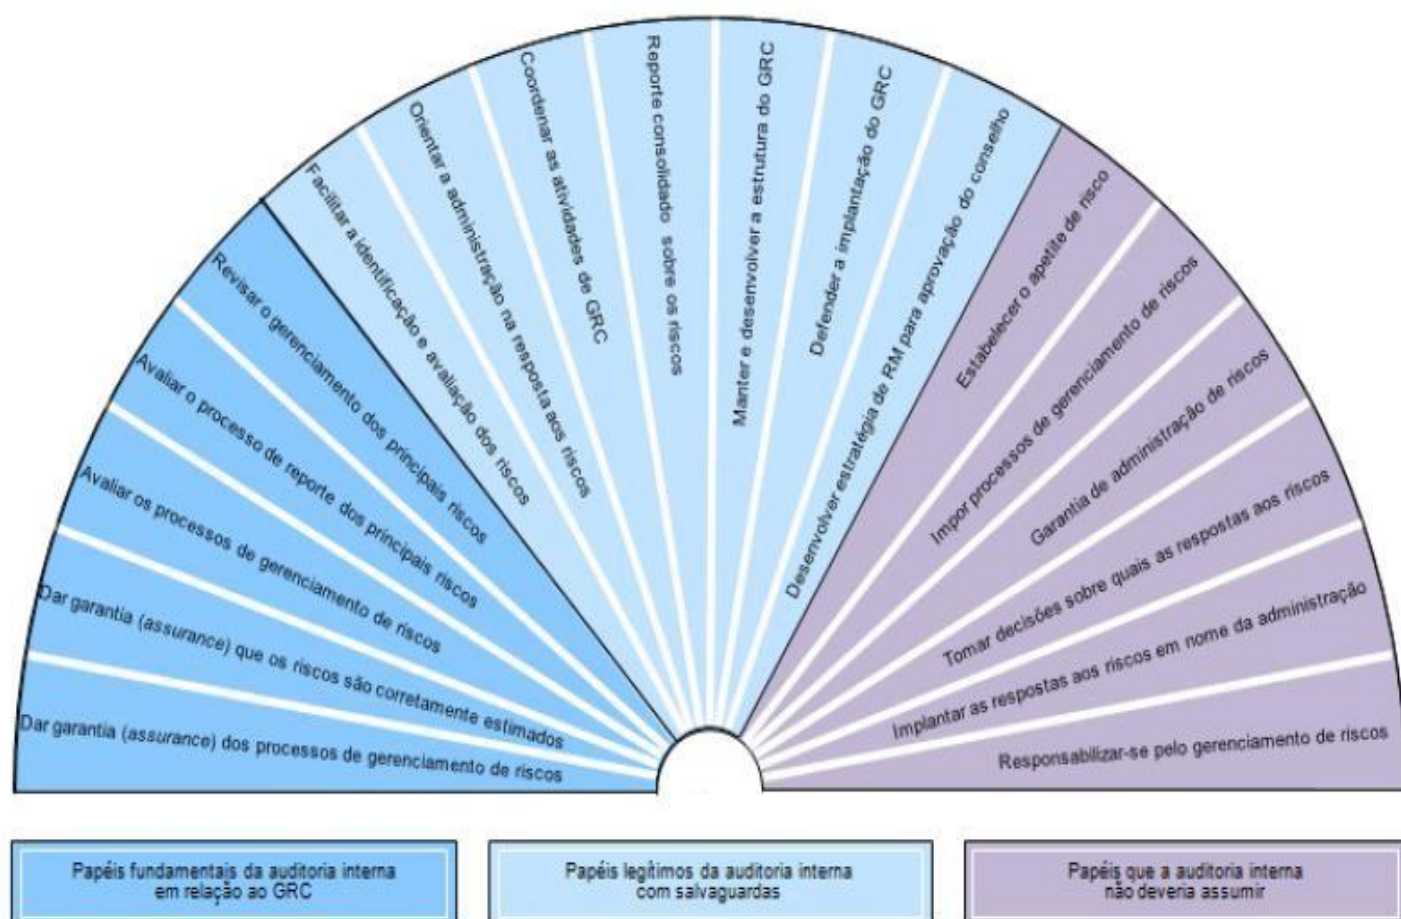 Dar garantia (assurance) dos processos de gerenciamento de riscos
Dar garantia (assurance) que os riscos são corretamente estimados
Avaliar os processos de gerenciamento de riscos
Avaliar o processo de reporte dos principais riscos
Revisar o gerenciamento dos principais riscos
Facilitar a identificação e avaliação dos riscos
Orientar a administração na resposta aos riscos
Coordenar as atividades de GRC
Reporte consolidado sobre os riscos
Manter e desenvolver a estrutura do GRC
Defender a implantação do GRC
Desenvolver estratégia de RM para aprovação do conselho
Estabelecer o apetite de risco
Impor processos de gerenciamento de riscos
Garantia de administração de riscos
Tomar decisões sobre quais as respostas aos riscos
Implantar as respostas aos riscos em nome da administração
Responsabilizar-se pelo gerenciamento de riscos
Papéis fundamentais da auditoria interna
em relação ao GRC
Papéis legítimos da auditoria interna
com salvaguardas
Papéis que a auditoria interna
não deveria assumir